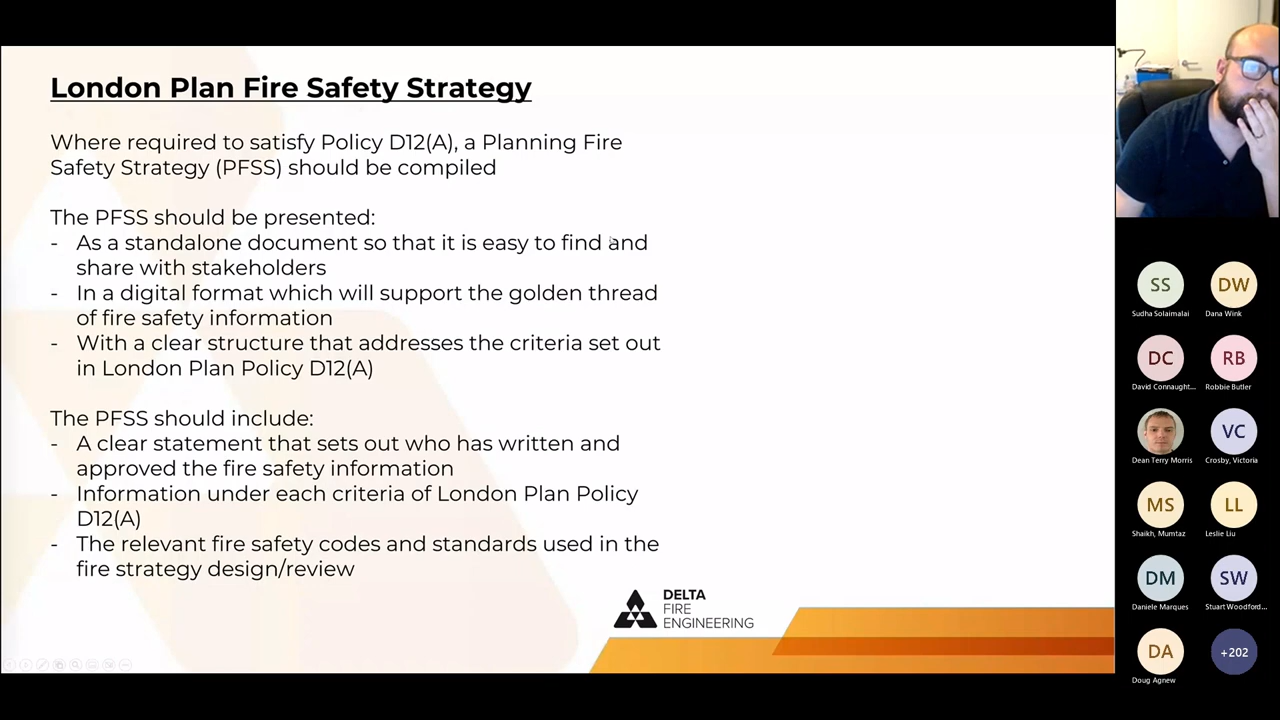 London Plan Fire Safety Strategy
Where required to satisfy Policy D12(A), a Planning Fire
Safety Strategy (PFSS) should be compiled
The PFSS should be presented:
- As a standalone document so that it is easy to find and
share with stakeholders
- In a digital format which will support the golden thread
of fire safety information
- With a clear structure that addresses the criteria set out
in London Plan Policy D12(A)
The PFSS should include:
- A clear statement that sets out who has written and
approved the fire safety information
- Information under each criteria of London Plan Policy
D12(A)
- The relevant fire safety codes and standards used in the
fire strategy design/review
DELTA
FIRE
ENGINEERING
SS
DW
Sudha Solaimalai
Dana Wink
DC
RB
David Connaught...
Robbie Butler
VC
Dean Terry Morris
Crosby, Victoria
MS
LL
Shaikh, Mumtaz
Leslie Liu
DM
SW
Daniele Marques
Stuart Woodford...
DA
+202
Doug Agnew